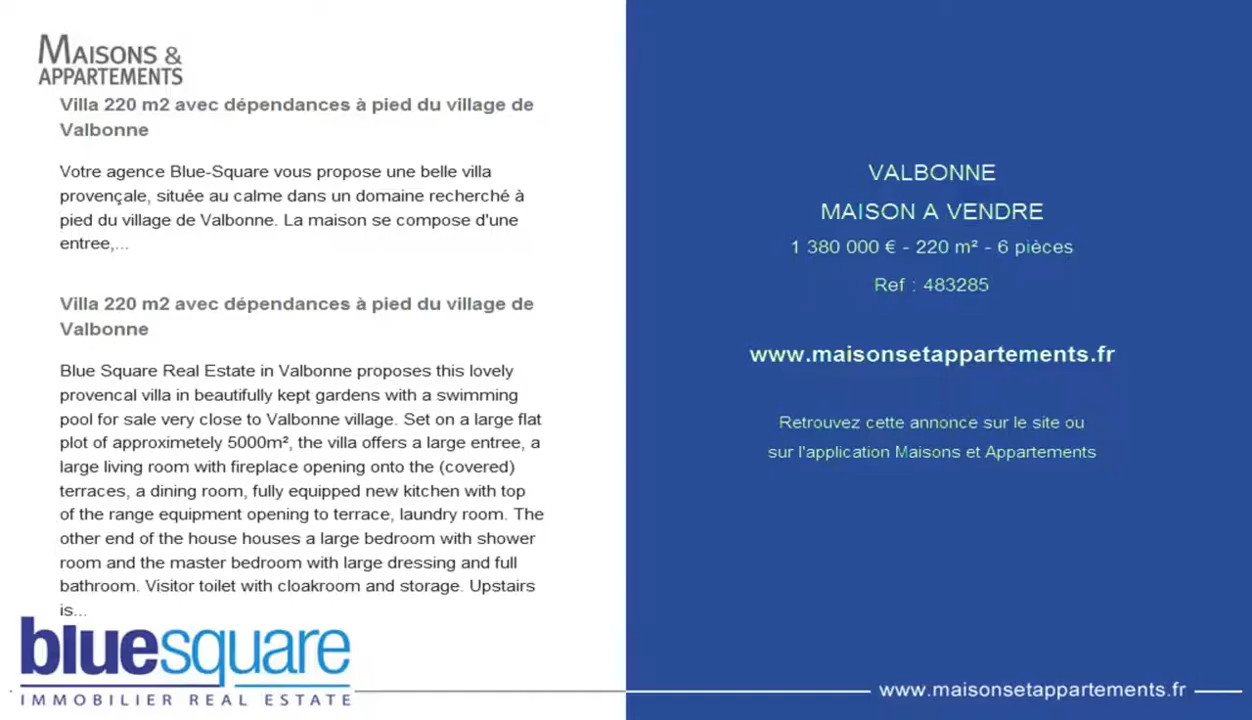 MAISONS &
APPARTEMENTS
Villa 220 m2 avec dépendances à pied du village de
Valbonne
Votre agence Blue-Square vous propose une belle villa
provençale, située au calme dans un domaine recherché à
pied du village de Valbonne. La maison se compose d'une
entree,...
Villa 220 m2 avec dépendances à pied du village de
Valbonne
Blue Square Real Estate in Valbonne proposes this lovely
provencal villa in beautifully kept gardens with a swimming
pool for sale very close to Valbonne village. Set on a large flat
plot of approximetely 5000m², the villa offers a large entree, a
large living room with fireplace opening onto the (covered)
terraces, a dining room, fully equipped new kitchen with top
of the range equipment opening to terrace, laundry room. The
other end of the house houses a large bedroom with shower
room and the master bedroom with large dressing and full
bathroom. Visitor toilet with cloakroom and storage. Upstairs
is...
bluesquare
IMMOBILIER REAL ESTATE
VALBONNE
MAISON A VENDRE
1 380 000 € - 220 m² - 6 pièces
Ref : 483285
www.maisonsetappartements.fr
Retrouvez cette annonce sur le site ou
sur l'application Maisons et Appartements
www.maisonsetappartements.fr